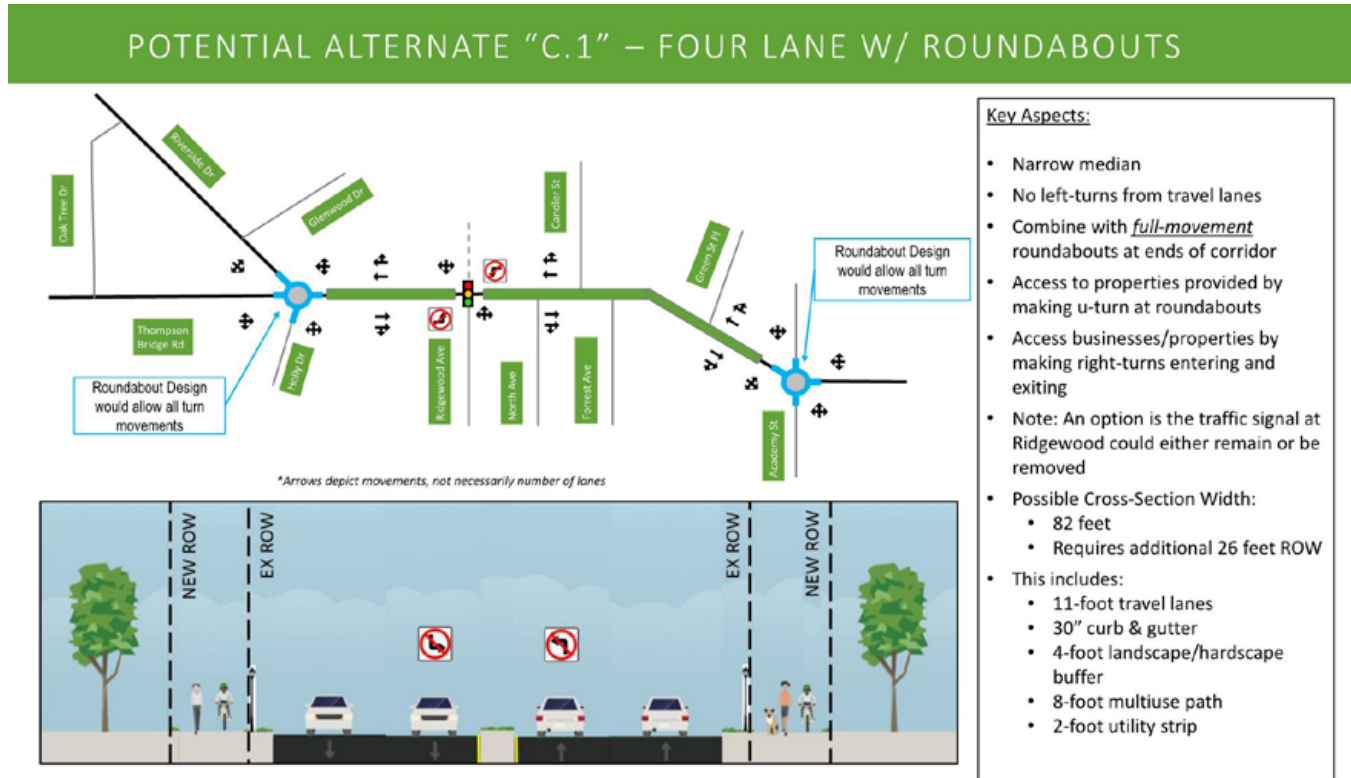 POTENTIAL ALTERNATE “C.1” – FOUR LANE W/ ROUNDABOUTS
Oak Tree Dr
Riverside Dr
Glenwood Dr
Candler St
Green St Pl
Roundabout Design
would allow all turn
movements
Thompson
Bridge Rd
Holly Dr
Ridgewood Ave
North Ave
Forrest Ave
Academy St
Roundabout Design
would allow all turn
movements
*Arrows depict movements, not necessarily number of lanes
NEW ROW
EX ROW
EX ROW
NEW ROW
Key Aspects:
• Narrow median
• No left-turns from travel lanes
• Combine with full-movement
roundabouts at ends of corridor
• Access to properties provided by
making u-turn at roundabouts
• Access businesses/properties by
making right-turns entering and
exiting
• Note: An option is the traffic signal at
Ridgewood could either remain or be
removed
• Possible Cross-Section Width:
• 82 feet
• Requires additional 26 feet ROW
• This includes:
• 11-foot travel lanes
• 30” curb & gutter
• 4-foot landscape/hardscape
buffer
• 8-foot multiuse path
• 2-foot utility strip